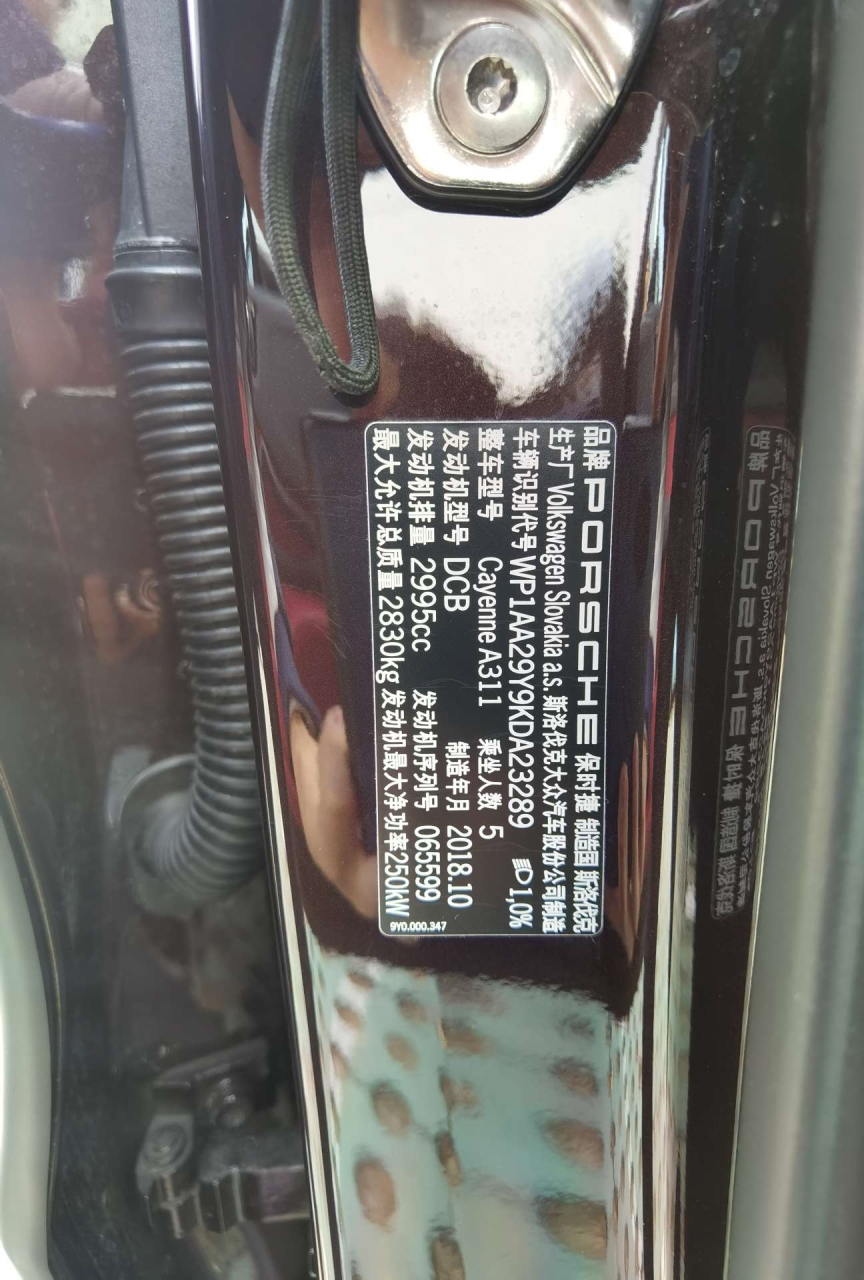 品牌 PORSCHE 保时捷 制造国 斯洛伐克
生产厂 Volkswagen Slovakia a.s. 斯洛伐克大众汽车股份公司制造
车辆识别代号 WP1AA29Y9KDA23289 1,0%
整车型号 Cayenne A311 乘坐人数 5
发动机型号 DCB 制造年月 2018.10
发动机排量 2995cc 发动机序列号 065599
最大允许总质量 2830kg 发动机最大净功率250kW
9Y0.000.347